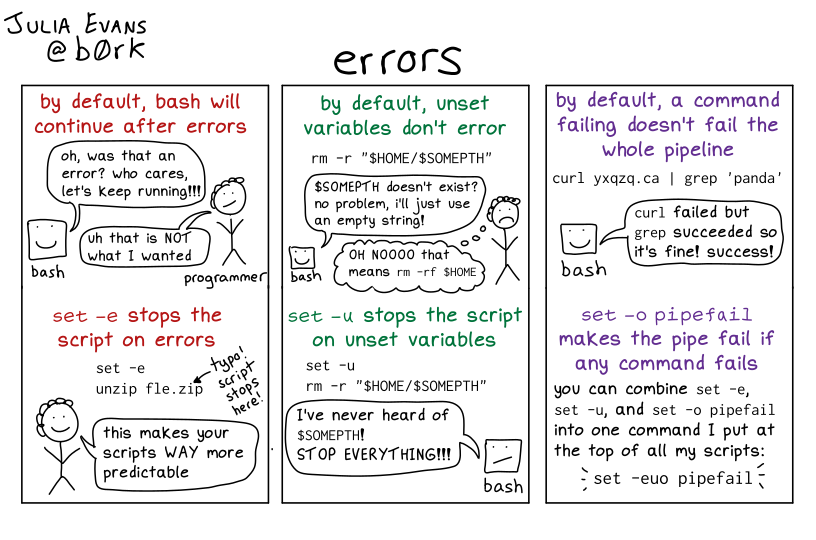 JULIA EVANS
@b0rk
errors
by default, bash will
continue after errors
oh, was that an
error? who cares,
let's keep running!!!
uh that is NOT
what I wanted
bash
programmer
set -e stops the
script on errors
set -e
unzip fle.zip
typo!
script
stops
here!
this makes your
scripts WAY more
predictable
by default, unset
variables don't error
rm -r "$HOME/$SOMEPTH"
$SOMEPTH doesn't exist?
no problem, i'll just use
an empty string!
bash
OH NOOOO that
means rm -rf $HOME
set -u stops the script
on unset variables
set -u
rm -r "$HOME/$SOMEPTH"
I've never heard of
$SOMEPTH!
STOP EVERYTHING!!!
bash
by default, a command
failing doesn't fail the
whole pipeline
curl yxqzq.ca | grep 'panda'
curl failed but
grep succeeded so
it's fine! success!
bash
set -o pipefail
makes the pipe fail if
any command fails
you can combine set -e,
set -u, and set -o pipefail
into one command I put at
the top of all my scripts:
set -euo pipefail